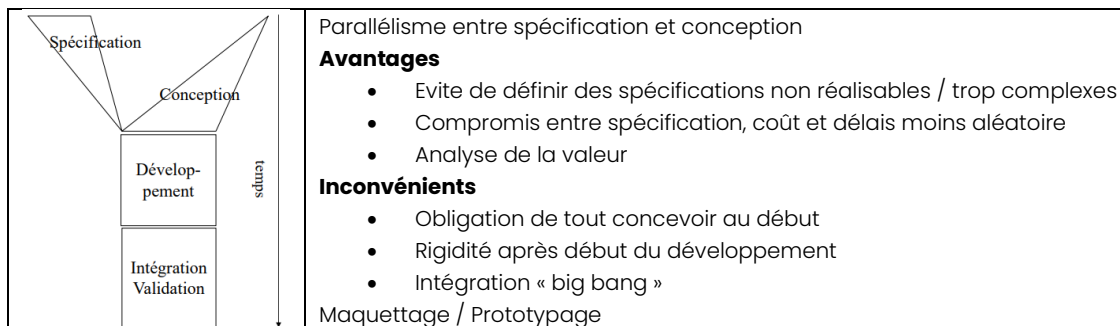 Spécification
Conception
Dévelop-
pement
temps
Intégration
Validation
Parallélisme entre spécification et conception
Avantages
• Evite de définir des spécifications non réalisables / trop complexes
• Compromis entre spécification, coût et délais moins aléatoire
• Analyse de la valeur
Inconvénients
• Obligation de tout concevoir au début
• Rigidité après début du développement
• Intégration « big bang »
Maquettage / Prototypage